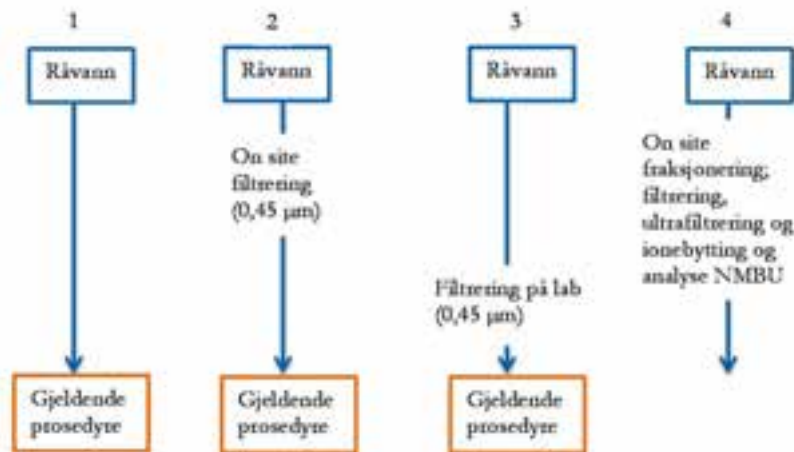 1
Råvann
Gjeldende
prosedyre
2
Råvann
On site
filtrering
(0,45 µm)
Gjeldende
prosedyre
3
Råvann
Filtrering på lab
(0,45 µm)
Gjeldende
prosedyre
4
Råvann
On site
fraksjonering;
filtrering,
ultrafiltrering og
ionebytting og
analyse NMBU